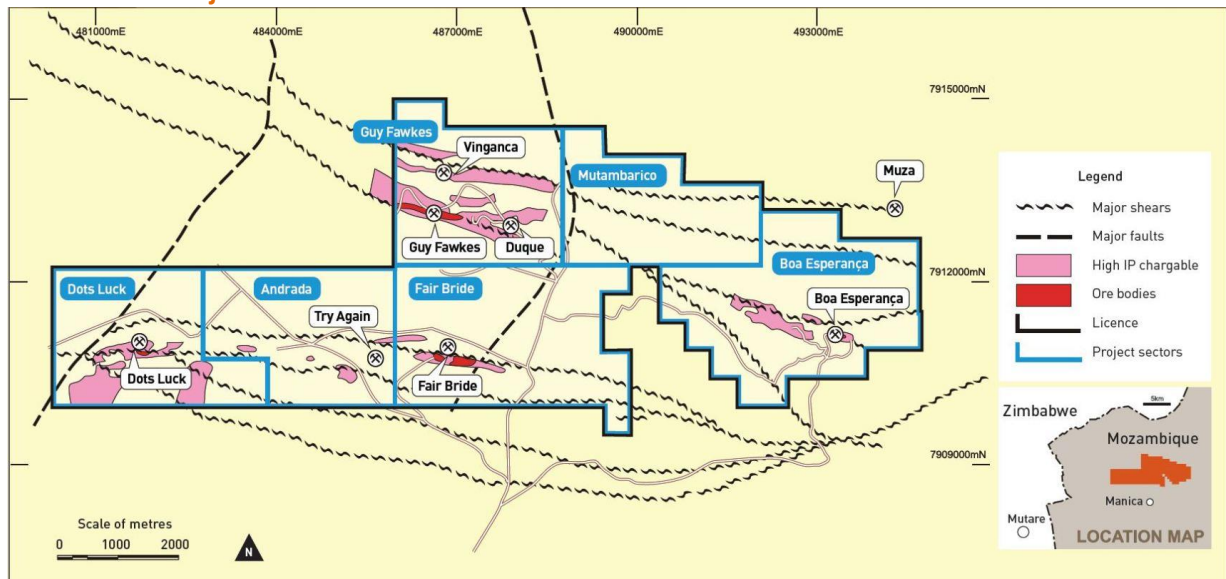 481000mE
484000mE
487000mE
490000mE
493000mE
7915000mN
Guy Fawkes
Vinganca
Mutambarico
Muza
Guy Fawkes
Duque
Boa Esperança
7912000mN
Dots Luck
Andrada
Fair Bride
Boa Esperança
Try Again
Dots Luck
Fair Bride
7909000mN
Scale of metres
0 1000 2000
N
Legend
Major shears
Major faults
High IP chargable
Ore bodies
Licence
Project sectors
5km
Zimbabwe
Mozambique
Manica
Mutare
LOCATION MAP